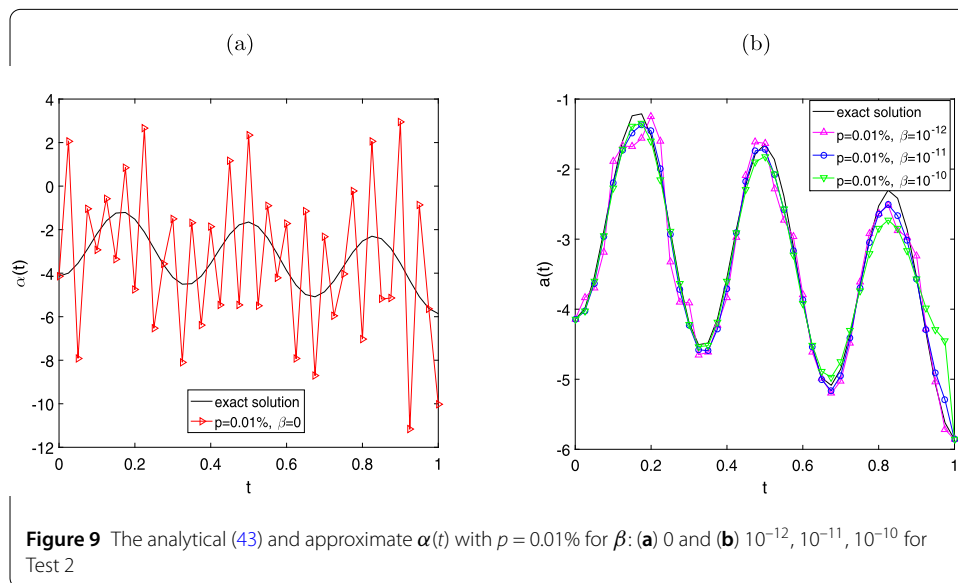 (a)
(b)
4
2
0
-2
-4
-6
-8
-10
-12
α(t)
0
0.2
0.4
0.6
0.8
1
t
exact solution
p=0.01%, β=0
-1
-2
-3
-4
-5
-6
a(t)
0
0.2
0.4
0.6
0.8
1
t
exact solution
p=0.01%, β=10⁻¹²
p=0.01%, β=10⁻¹¹
p=0.01%, β=10⁻¹⁰
Figure 9 The analytical (43) and approximate α(t) with p = 0.01% for β: (a) 0 and (b) 10⁻¹², 10⁻¹¹, 10⁻¹⁰ for
Test 2